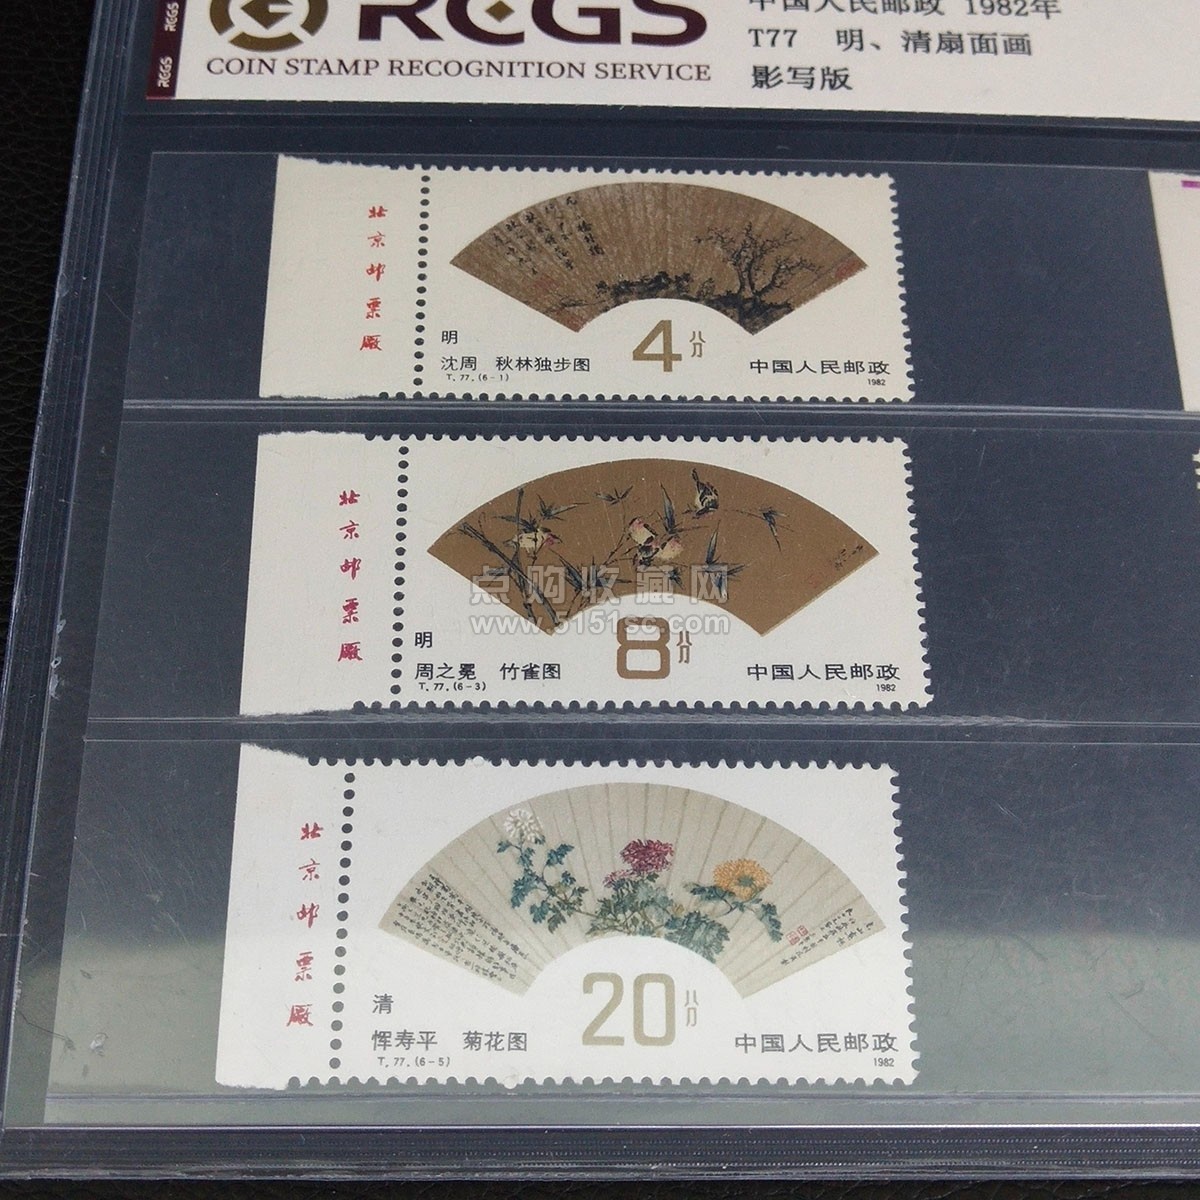 RCGS
RCGS
RCGS
COIN STAMP RECOGNITION SERVICE
中国人民邮政 1982年
T77 明、清扇面画
影写版
北京邮票厰
明
沈周 秋林独步图
T. 77. (6-1)
4分
中国人民邮政
1982
北京邮票厰
明
周之冕 竹雀图
T. 77. (6-3)
8分
中国人民邮政
1982
点购收藏网
www.5151sc.com
北京邮票厰
清
恽寿平 菊花图
T. 77. (6-5)
20分
中国人民邮政
1982